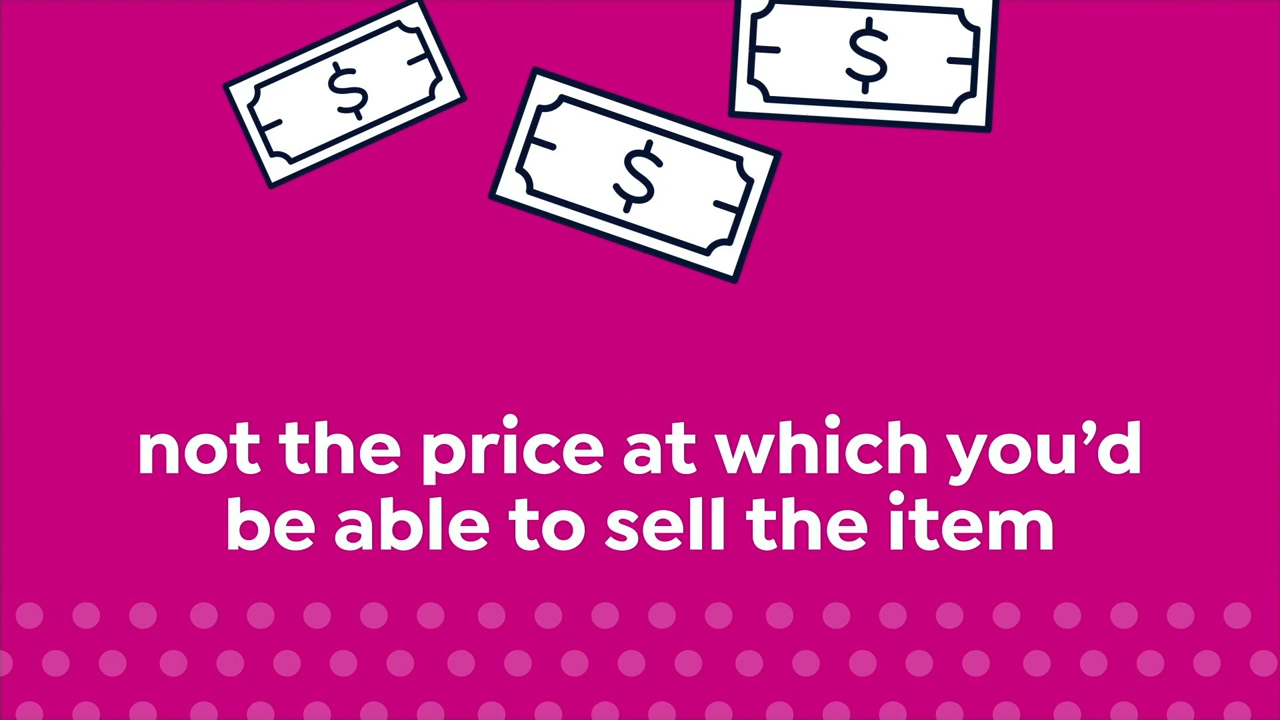 $
$
$
not the price at which you’d
be able to sell the item